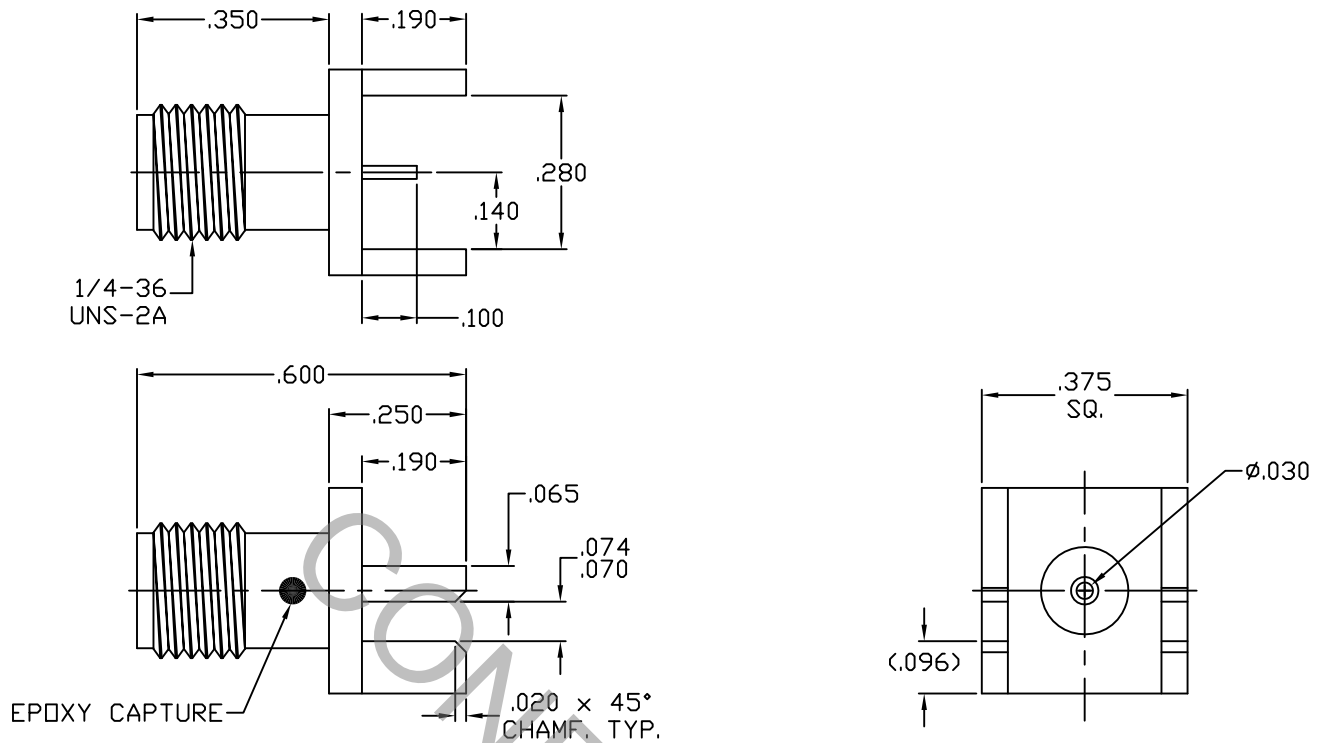 .350
.190
.280
.140
1/4-36
UNS-2A
.100
.600
.250
.190
.065
.074
.070
EPOXY CAPTURE
.020 × 45°
CHAMF. TYP.
.375
SQ.
Ø.030
(.096)